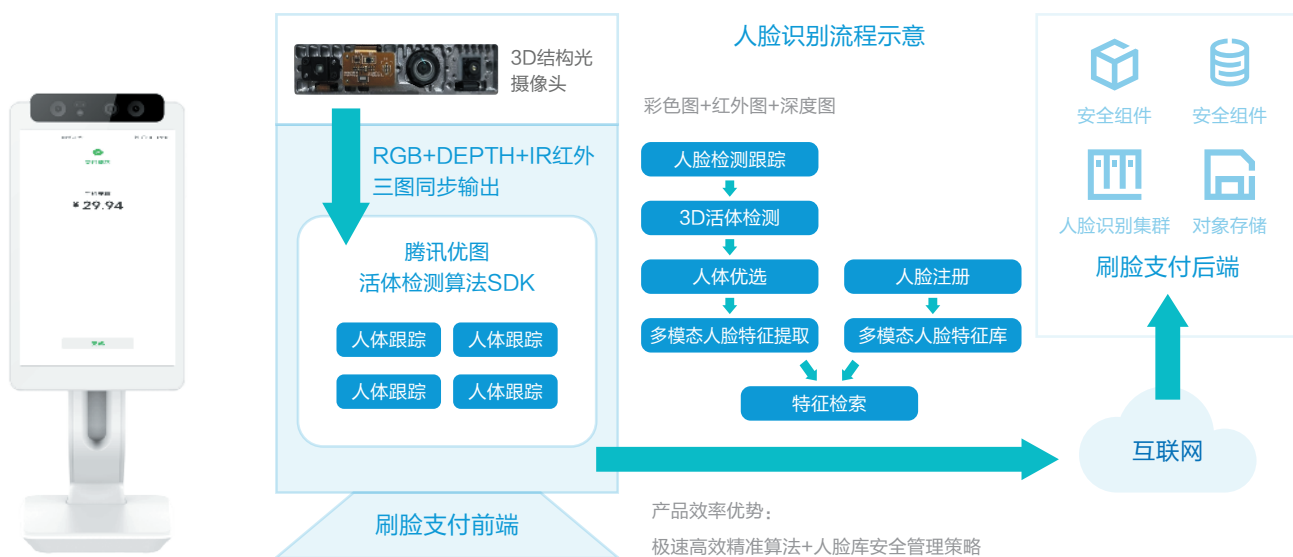 ¥ 29.94
3D结构光
摄像头
RGB+DEPTH+IR红外
三图同步输出
腾讯优图
活体检测算法SDK
人体跟踪
人体跟踪
人体跟踪
人体跟踪
刷脸支付前端
人脸识别流程示意
彩色图+红外图+深度图
人脸检测跟踪
3D活体检测
人体优选
人脸注册
多模态人脸特征提取
多模态人脸特征库
特征检索
产品效率优势：
极速高效精准算法+人脸库安全管理策略
安全组件
安全组件
人脸识别集群
对象存储
刷脸支付后端
互联网